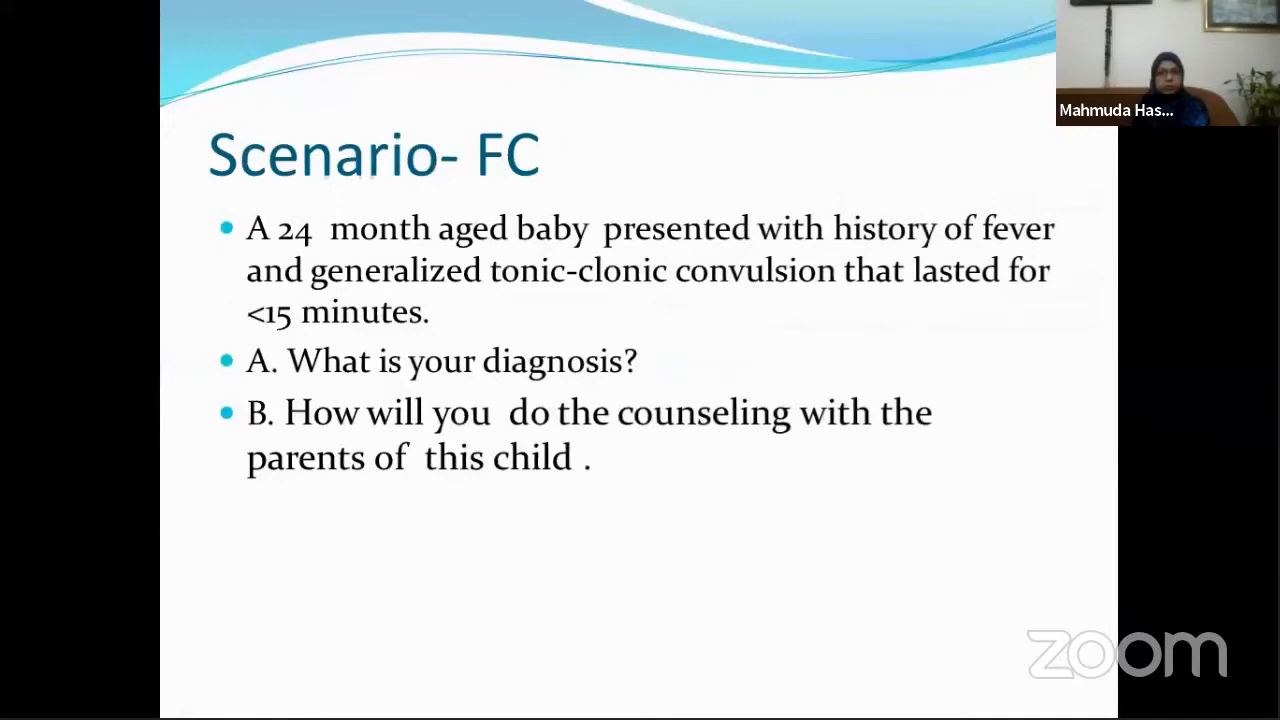 Mahmuda Has...
Scenario- FC
A 24 month aged baby presented with history of fever
and generalized tonic-clonic convulsion that lasted for
<15 minutes.
A. What is your diagnosis?
B. How will you do the counseling with the
parents of this child .
zoom